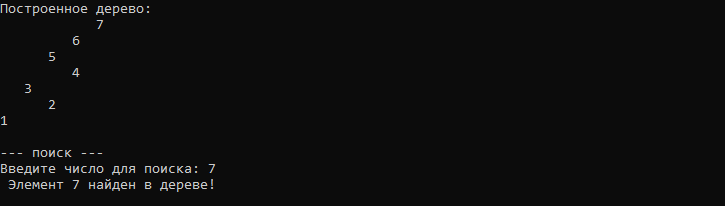 Построенное дерево:
            7
         6
      5
         4
   3
      2
1
--- поиск ---
Введите число для поиска: 7
 Элемент 7 найден в дереве!